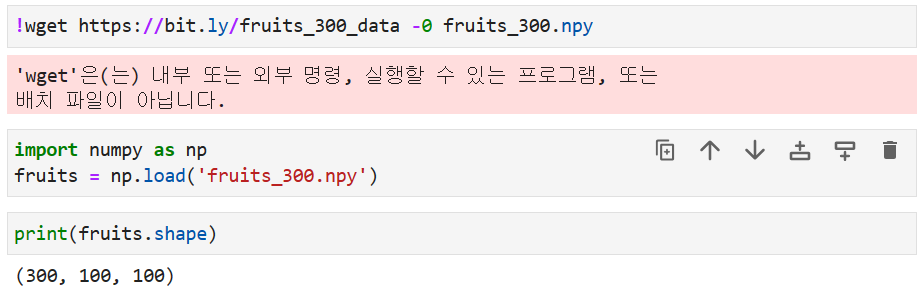 !wget https://bit.ly/fruits_300_data -0 fruits_300.npy
'wget'은(는) 내부 또는 외부 명령, 실행할 수 있는 프로그램, 또는
배치 파일이 아닙니다.
import numpy as np
fruits = np.load('fruits_300.npy')
print(fruits.shape)
(300, 100, 100)